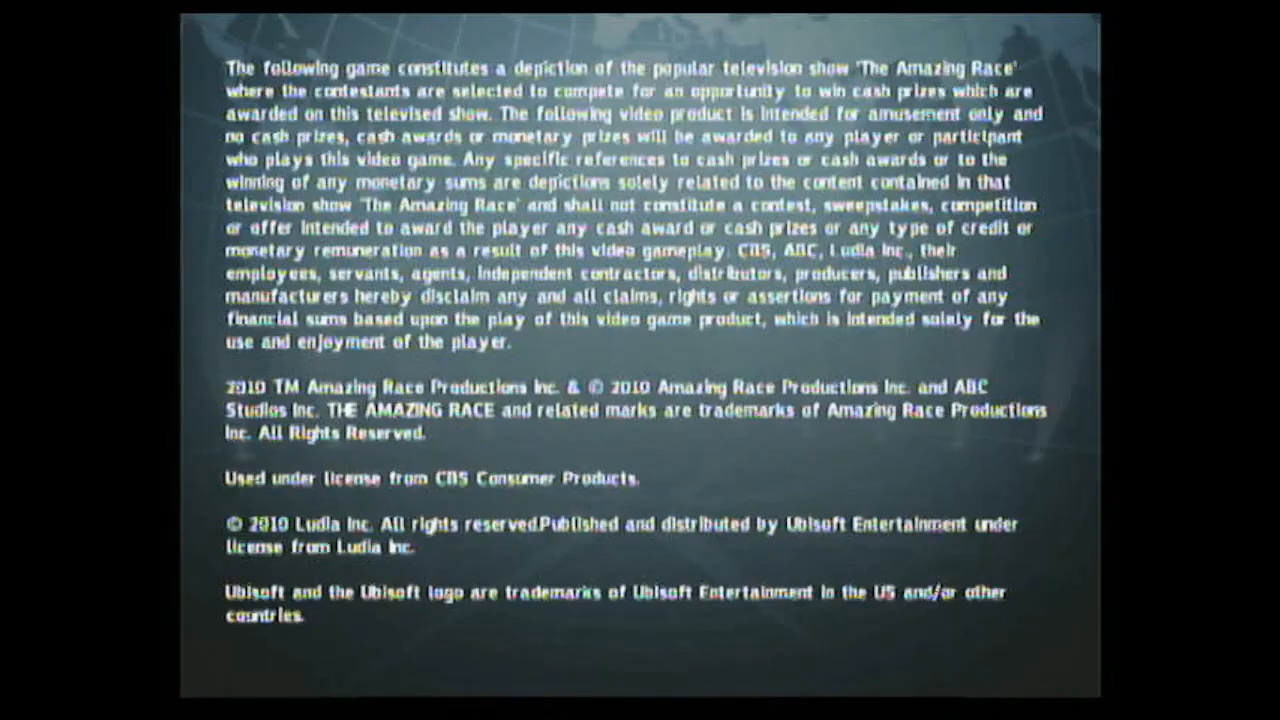 The following game constitutes a depiction of the popular television show 'The Amazing Race'
where the contestants are selected to compete for an opportunity to win cash prizes which are
awarded on this televised show. The following video product is intended for amusement only and
no cash prizes, cash awards or monetary prizes will be awarded to any player or participant
who plays this video game. Any specific references to cash prizes or cash awards or to the
winning of any monetary sums are depictions solely related to the content contained in that
television show 'The Amazing Race' and shall not constitute a contest, sweepstakes, competition
or offer intended to award the player any cash award or cash prizes or any type of credit or
monetary remuneration as a result of this video gameplay. CBS, ABC, Ludia Inc., their
employees, servants, agents, independent contractors, distributors, producers, publishers and
manufacturers hereby disclaim any and all claims, rights or assertions for payment of any
financial sums based upon the play of this video game product, which is intended solely for the
use and enjoyment of the player.
2010 TM Amazing Race Productions Inc. & © 2010 Amazing Race Productions Inc. and ABC
Studios Inc. THE AMAZING RACE and related marks are trademarks of Amazing Race Productions
Inc. All Rights Reserved.
Used under license from CBS Consumer Products.
© 2010 Ludia Inc. All rights reserved.Published and distributed by Ubisoft Entertainment under
license from Ludia Inc.
Ubisoft and the Ubisoft logo are trademarks of Ubisoft Entertainment in the US and/or other
countries.